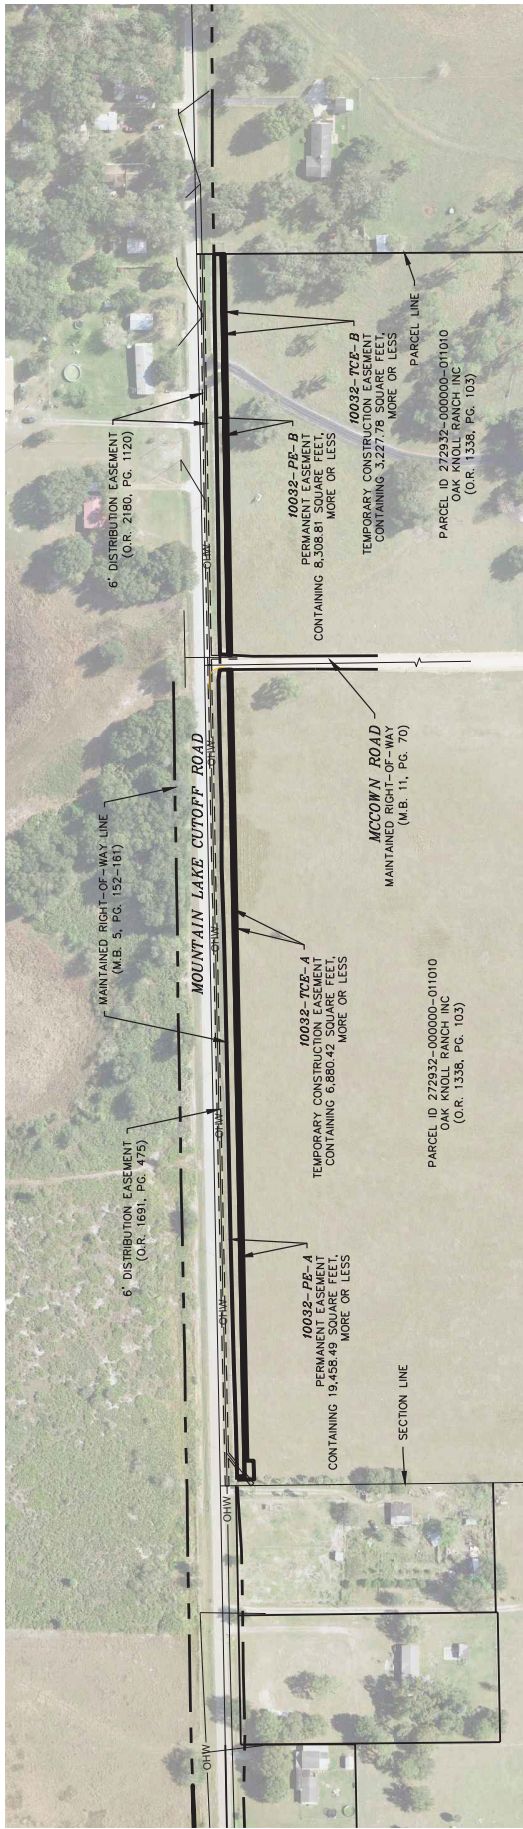 6' DISTRIBUTION EASEMENT
(O.R. 1691, PG. 475)
MAINTAINED RIGHT-OF-WAY LINE
(M.B. 5, PG. 152-161)
6' DISTRIBUTION EASEMENT
(O.R. 2180, PG. 1120)
MOUNTAIN LAKE CUTOFF ROAD
OHW
OHW
OHW
OHW
OHW
OHW
OHW
10032-PE-A
PERMANENT EASEMENT
CONTAINING 19,458.49 SQUARE FEET,
MORE OR LESS
10032-TCE-A
TEMPORARY CONSTRUCTION EASEMENT
CONTAINING 6,880.42 SQUARE FEET,
MORE OR LESS
10032-PE-B
PERMANENT EASEMENT
CONTAINING 8,308.81 SQUARE FEET,
MORE OR LESS
10032-TCE-B
TEMPORARY CONSTRUCTION EASEMENT
CONTAINING 3,227.78 SQUARE FEET,
MORE OR LESS
SECTION LINE
MCCOWN ROAD
MAINTAINED RIGHT-OF-WAY
(M.B. 11, PG. 70)
PARCEL LINE
PARCEL ID 272932-000000-011010
OAK KNOLL RANCH INC
(O.R. 1338, PG. 103)
PARCEL ID 272932-000000-011010
OAK KNOLL RANCH INC
(O.R. 1338, PG. 103)